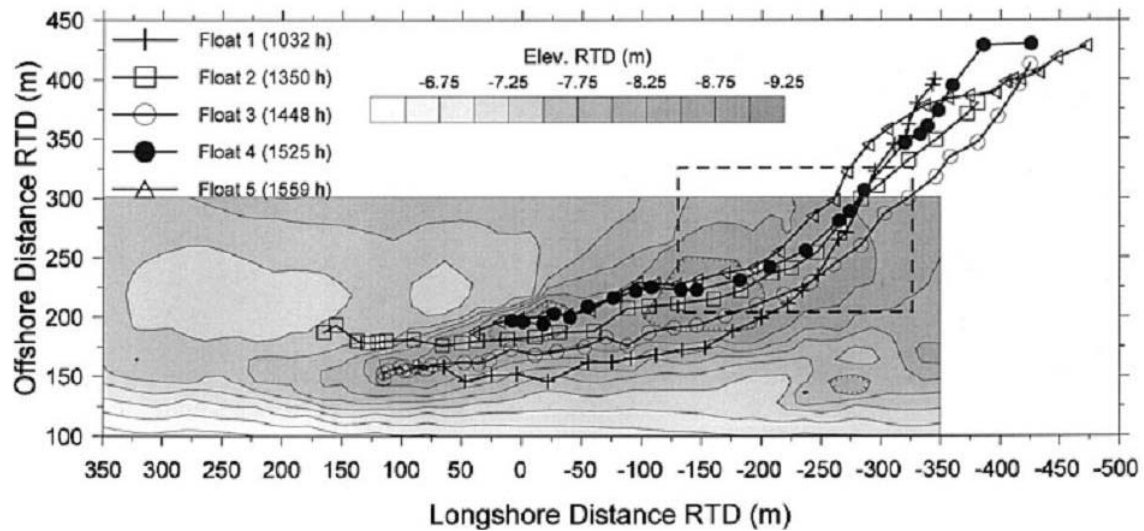 450
400
350
300
250
200
150
100
Offshore Distance RTD (m)
Float 1 (1032 h)
Float 2 (1350 h)
Float 3 (1448 h)
Float 4 (1525 h)
Float 5 (1559 h)
Elev. RTD (m)
-6.75 -7.25 -7.75 -8.25 -8.75 -9.25
350 300 250 200 150 100 50 0 -50 -100 -150 -200 -250 -300 -350 -400 -450 -500
Longshore Distance RTD (m)